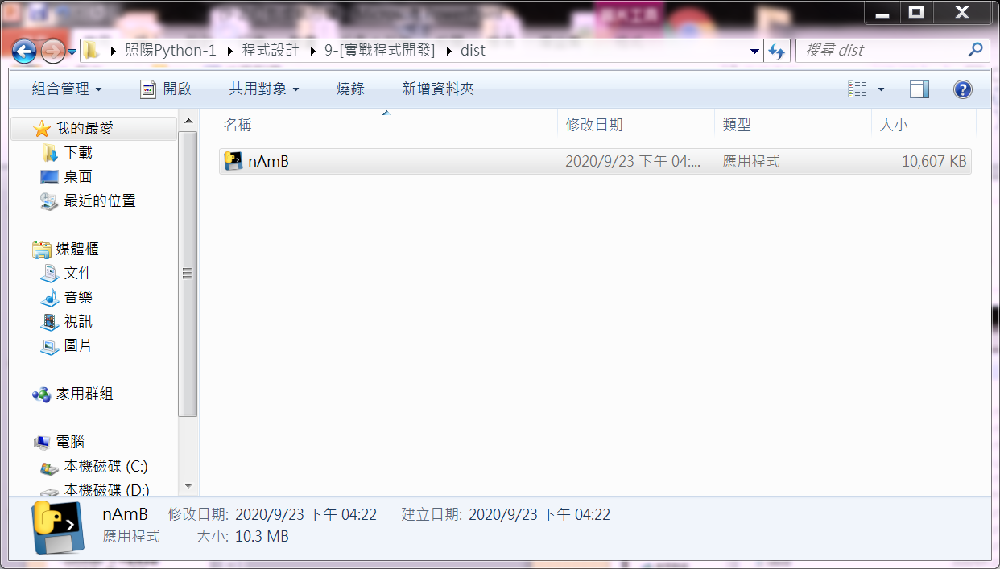 照陽Python-1 程式設計 9-[實戰程式開發] dist 搜尋 dist
組合管理 開啟 共用對象 燒錄 新增資料夾
名稱 修改日期 類型 大小
nAmB 2020/9/23 下午 04:... 應用程式 10,607 KB
我的最愛
下載
桌面
最近的位置
媒體櫃
文件
音樂
視訊
圖片
家用群組
電腦
本機磁碟 (C:)
本機磁碟 (D:)
nAmB 修改日期: 2020/9/23 下午 04:22 建立日期: 2020/9/23 下午 04:22
應用程式 大小: 10.3 MB